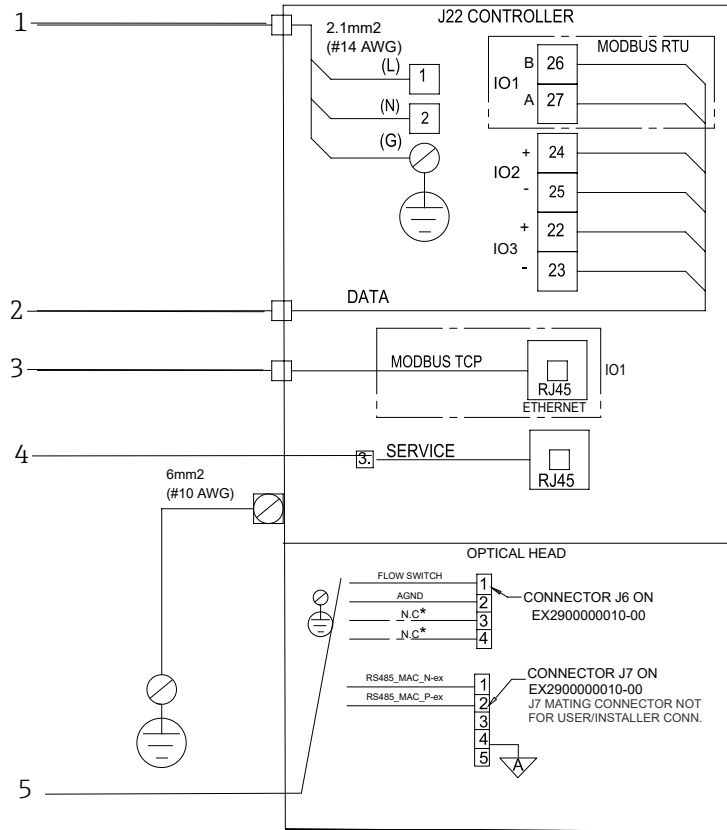 1
2.1mm2
(#14 AWG)
J22 CONTROLLER
(L)
1
(N)
2
(G)
MODBUS RTU
IO1
B
26
A
27
IO2
+
24
-
25
IO3
+
22
-
23
2
DATA
3
MODBUS TCP
RJ45
ETHERNET
IO1
4
3.
SERVICE
RJ45
6mm2
(#10 AWG)
OPTICAL HEAD
FLOW SWITCH
1
AGND
2
N.C*
3
N.C*
4
CONNECTOR J6 ON
EX2900000010-00
RS485_MAC_N-ex
1
RS485_MAC_P-ex
2
3
4
5
CONNECTOR J7 ON
EX2900000010-00
J7 MATING CONNECTOR NOT
FOR USER/INSTALLER CONN.
A
5